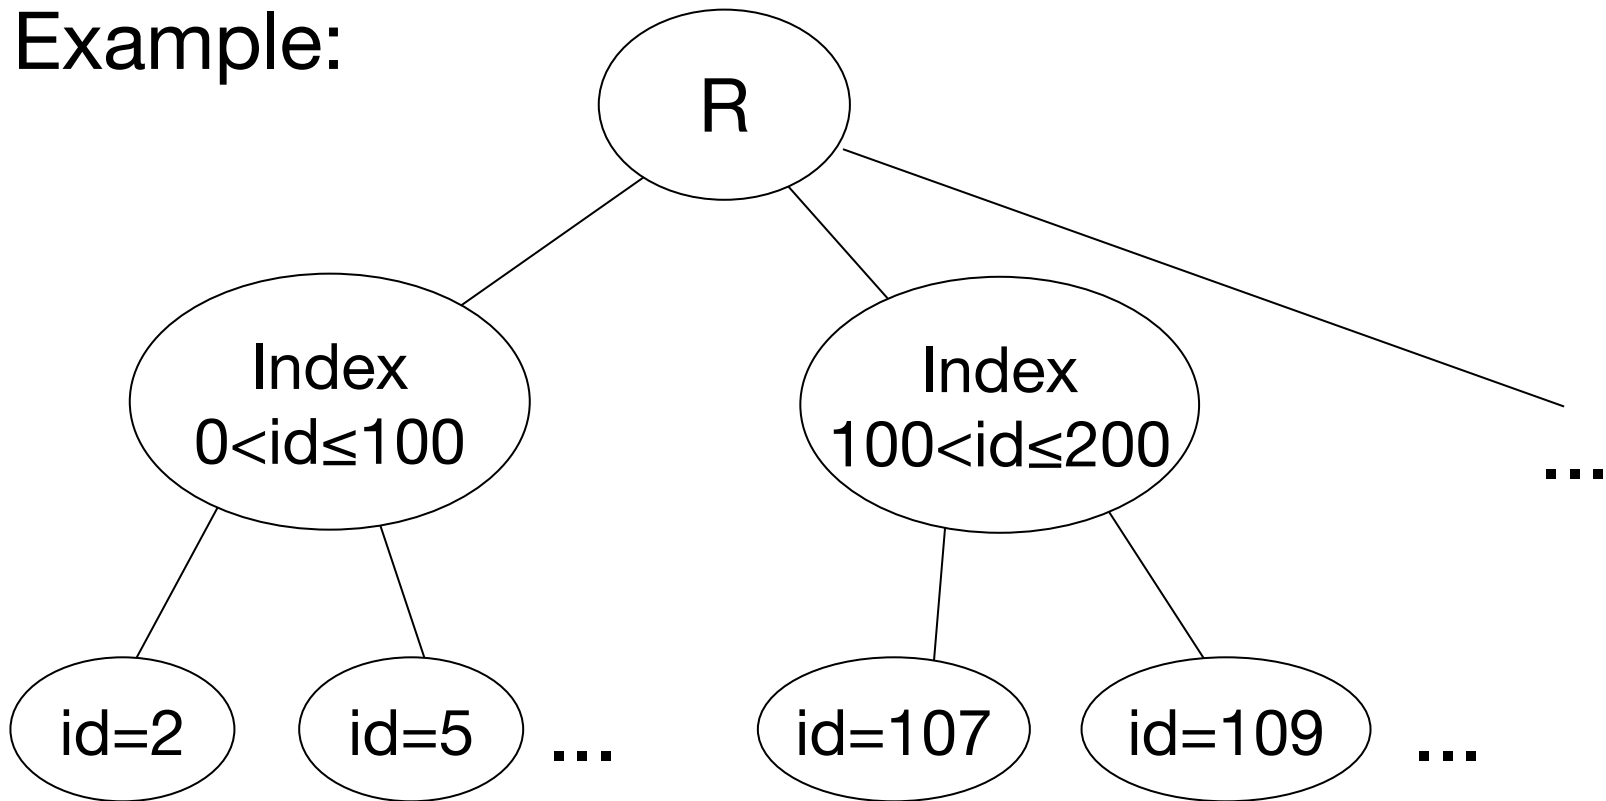 Example:
R
Index
0<id≤100
Index
100<id≤200
...
id=2
id=5
...
id=107
id=109
...